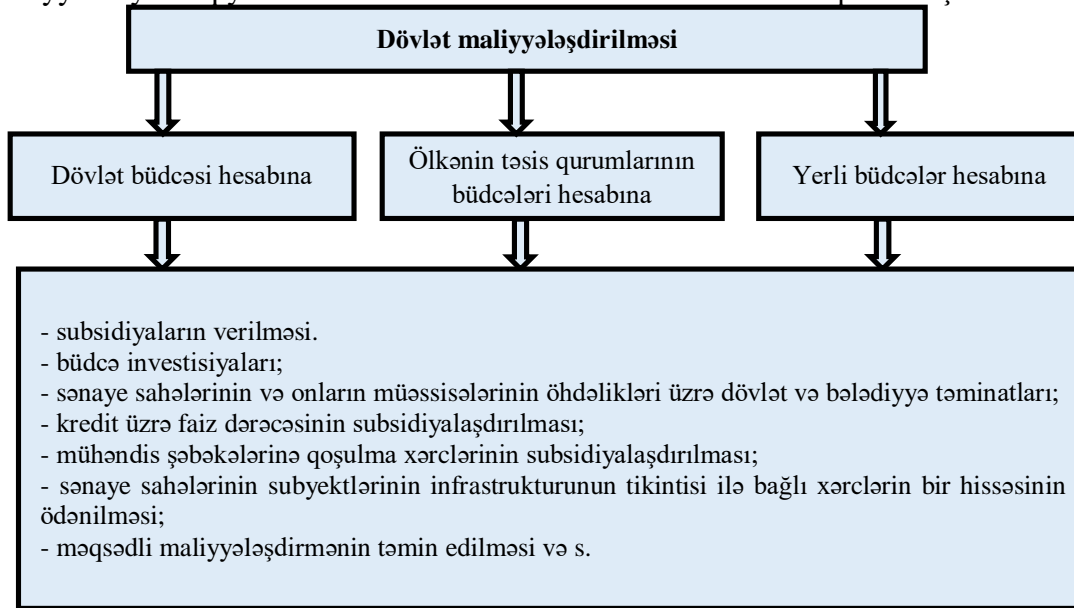 Dövlət maliyyələşdirilməsi
Dövlət büdcəsi hesabına
Ölkənin təsis qurumlarının
büdcələri hesabına
Yerli büdcələr hesabına
- subsidiyaların verilməsi.
- büdcə investisiyaları;
- sənaye sahələrinin və onların müəssisələrinin öhdəlikləri üzrə dövlət və bələdiyyə təminatları;
- kredit üzrə faiz dərəcəsinin subsidiyalaşdırılması;
- mühəndis şəbəkələrinə qoşulma xərclərinin subsidiyalaşdırılması;
- sənaye sahələrinin subyektlərinin infrastrukturunun tikintisi ilə bağlı xərclərin bir hissəsinin
ödənilməsi;
- məqsədli maliyyələşdirmənin təmin edilməsi və s.